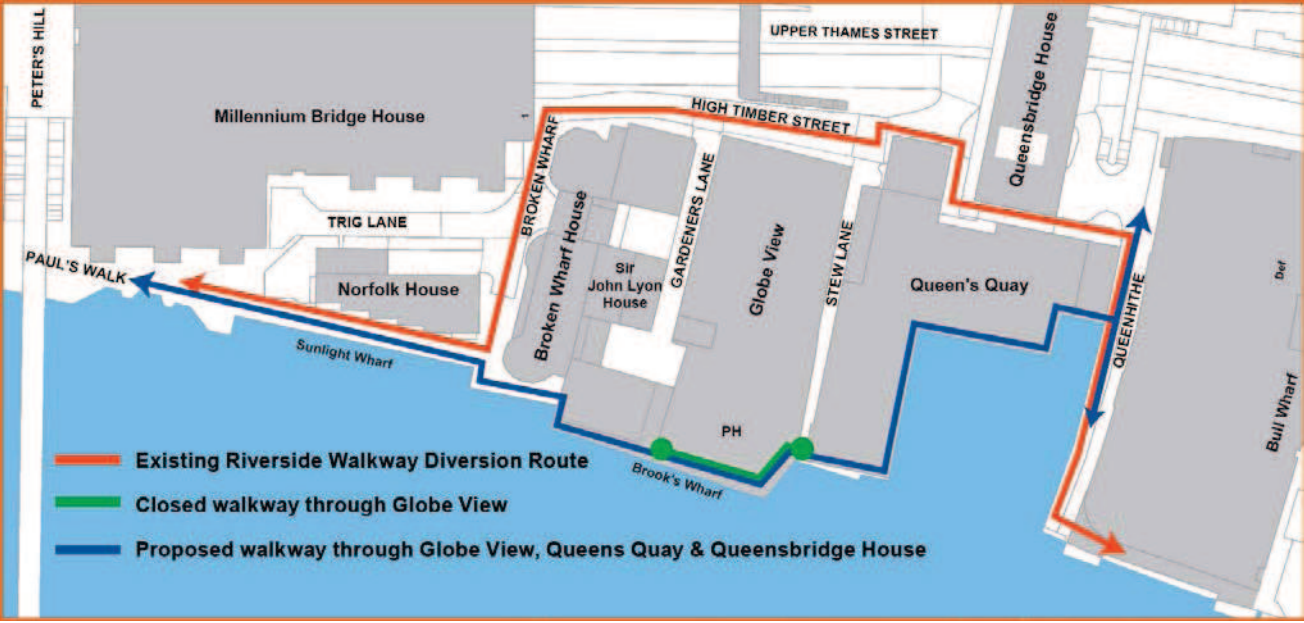 PETER'S HILL
Millennium Bridge House
UPPER THAMES STREET
Queensbridge House
HIGH TIMBER STREET
BROKEN WHARF
TRIG LANE
PAUL'S WALK
Norfolk House
Sunlight Wharf
Broken Wharf House
Sir
John Lyon
House
GARDENERS LANE
Globe View
STEW LANE
Queen's Quay
QUEENHITHE
Def
Bull Wharf
PH
Brook's Wharf
Existing Riverside Walkway Diversion Route
Closed walkway through Globe View
Proposed walkway through Globe View, Queens Quay & Queensbridge House